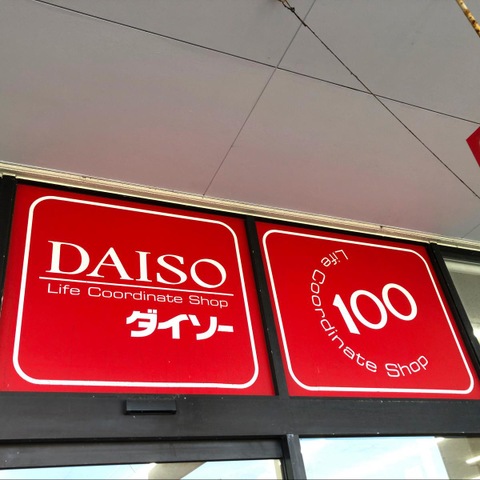 DAISO
Life Coordinate Shop
ダイソー
100
Life Coordinate Shop